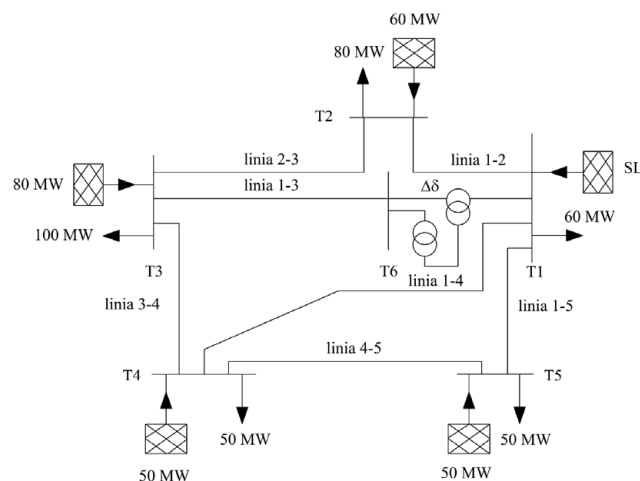 60 MW
80 MW
T2
linia 2-3
linia 1-2
80 MW
linia 1-3
Δδ
SL
60 MW
100 MW
T3
T6
T1
linia 1-4
linia 3-4
linia 1-5
linia 4-5
T4
T5
50 MW
50 MW
50 MW
50 MW